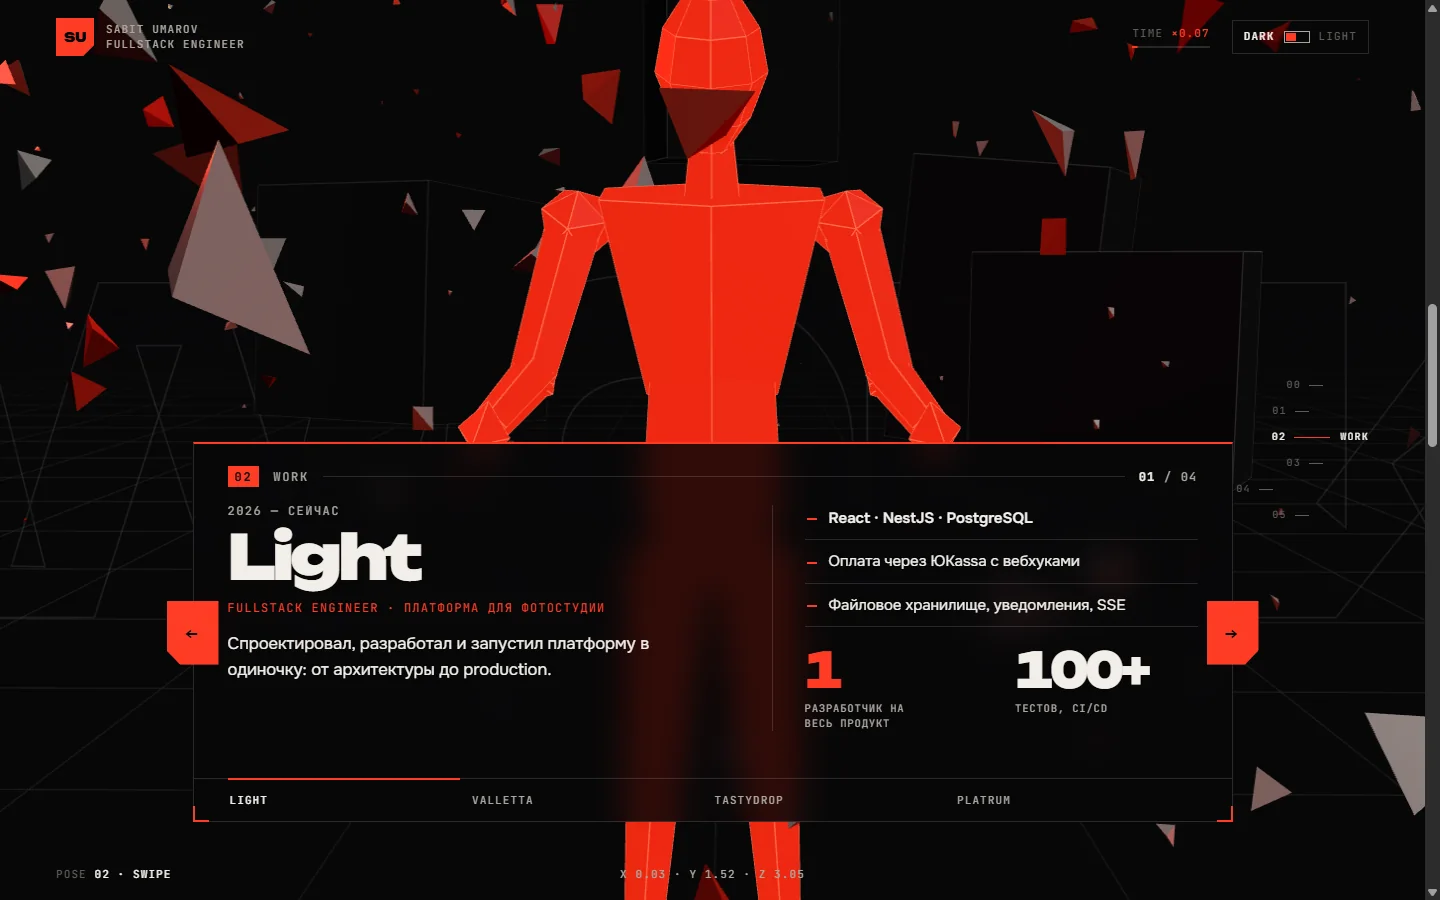 SU
SABIT UMAROV
FULLSTACK ENGINEER
TIME ×0.07
DARK LIGHT
00
01
02 WORK
03
04
05
02 WORK
01 / 04
2026 — СЕЙЧАС
Light
FULLSTACK ENGINEER · ПЛАТФОРМА ДЛЯ ФОТОСТУДИИ
Спроектировал, разработал и запустил платформу в
одиночку: от архитектуры до production.
← →
— React · NestJS · PostgreSQL
— Оплата через ЮKassa с вебхуками
— Файловое хранилище, уведомления, SSE
1
РАЗРАБОТЧИК НА
ВЕСЬ ПРОДУКТ
100+
ТЕСТОВ, CI/CD
LIGHT VALLETTA TASTYDROP PLATRUM
POSE 02 · SWIPE
X 0.03 · Y 1.52 · Z 3.05